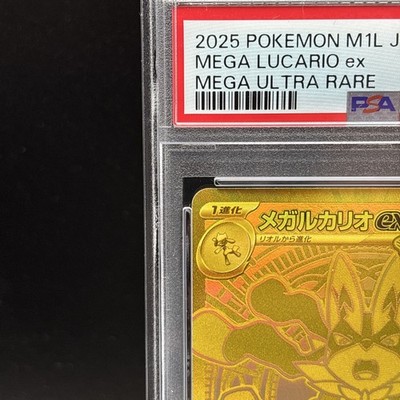 2025 POKEMON M1L J
MEGA LUCARIO ex
MEGA ULTRA RARE
PSA
1進化
メガルカリオex
リオルから進化